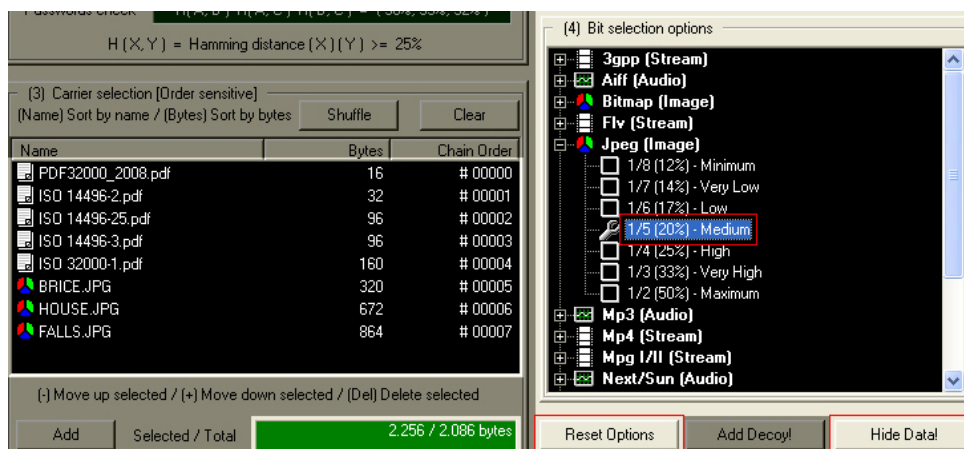 H(X,Y) = Hamming distance (X)(Y) >= 25%
(3) Carrier selection [Order sensitive]
(Name) Sort by name / (Bytes) Sort by bytes Shuffle Clear
Name Bytes Chain Order
PDF32000_2008.pdf 16 # 00000
ISO 14496-2.pdf 32 # 00001
ISO 14496-25.pdf 96 # 00002
ISO 14496-3.pdf 96 # 00003
ISO 32000-1.pdf 160 # 00004
BRICE.JPG 320 # 00005
HOUSE.JPG 672 # 00006
FALLS.JPG 864 # 00007
(-) Move up selected / (+) Move down selected / (Del) Delete selected
Add Selected / Total 2.256 / 2.086 bytes
(4) Bit selection options
3gpp (Stream)
Aiff (Audio)
Bitmap (Image)
Flv (Stream)
Jpeg (Image)
1/8 (12%) - Minimum
1/7 (14%) - Very Low
1/6 (17%) - Low
1/5 (20%) - Medium
1/4 (25%) - High
1/3 (33%) - Very High
1/2 (50%) - Maximum
Mp3 (Audio)
Mp4 (Stream)
Mpg I/II (Stream)
Next/Sun (Audio)
Reset Options Add Decoy! Hide Data!